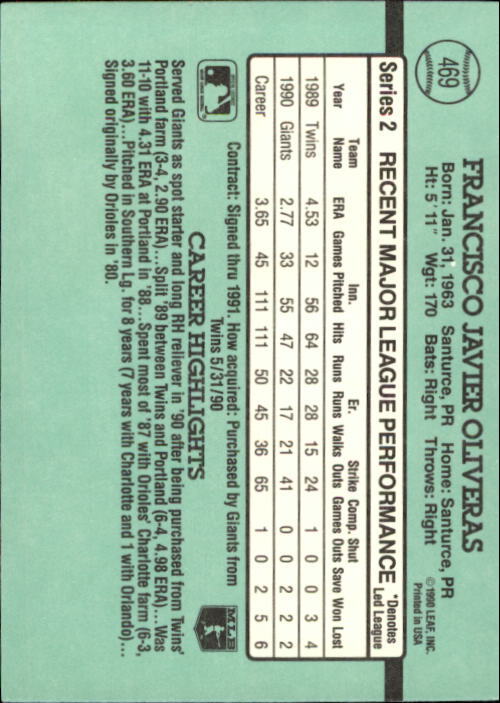 469
FRANCISCO JAVIER OLIVERAS
Born: Jan. 31, 1963 Santurce, PR Home: Santurce, PR
Ht: 5' 11" Wgt: 170 Bats: Right Throws: Right
© 1990 LEAF, INC.
Printed in USA
Series 2 RECENT MAJOR LEAGUE PERFORMANCE *Denotes Led League
Team Inn. Er. Strike Comp. Shut
Year Name ERA Games Pitched Hits Runs Runs Walks Outs Games Outs Save Won Lost
1989 Twins 4.53 12 56 64 28 28 15 24 1 0 0 3 4
1990 Giants 2.77 33 55 47 22 17 21 41 0 0 2 2 2
Career 3.65 45 111 111 50 45 36 65 1 0 2 5 6
Contract: Signed thru 1991. How acquired: Purchased by Giants from
Twins 5/31/90
MLB
CAREER HIGHLIGHTS
Served Giants as spot starter and long RH reliever in '90 after being purchased from Twins'
Portland farm (3-4, 2.90 ERA)...Split '89 between Twins and Portland (6-4, 4.98 ERA)...Was
11-10 with 4.31 ERA at Portland in '88...Spent most of '87 with Orioles' Charlotte farm (6-3,
3.60 ERA)...Pitched in Southern Lg. for 8 years (7 years with Charlotte and 1 with Orlando)...
Signed originally by Orioles in '80.